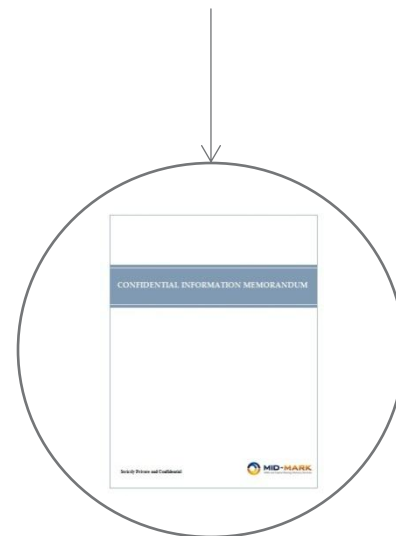 CONFIDENTIAL INFORMATION MEMORANDUM
Strictly Private and Confidential
MID-MARK